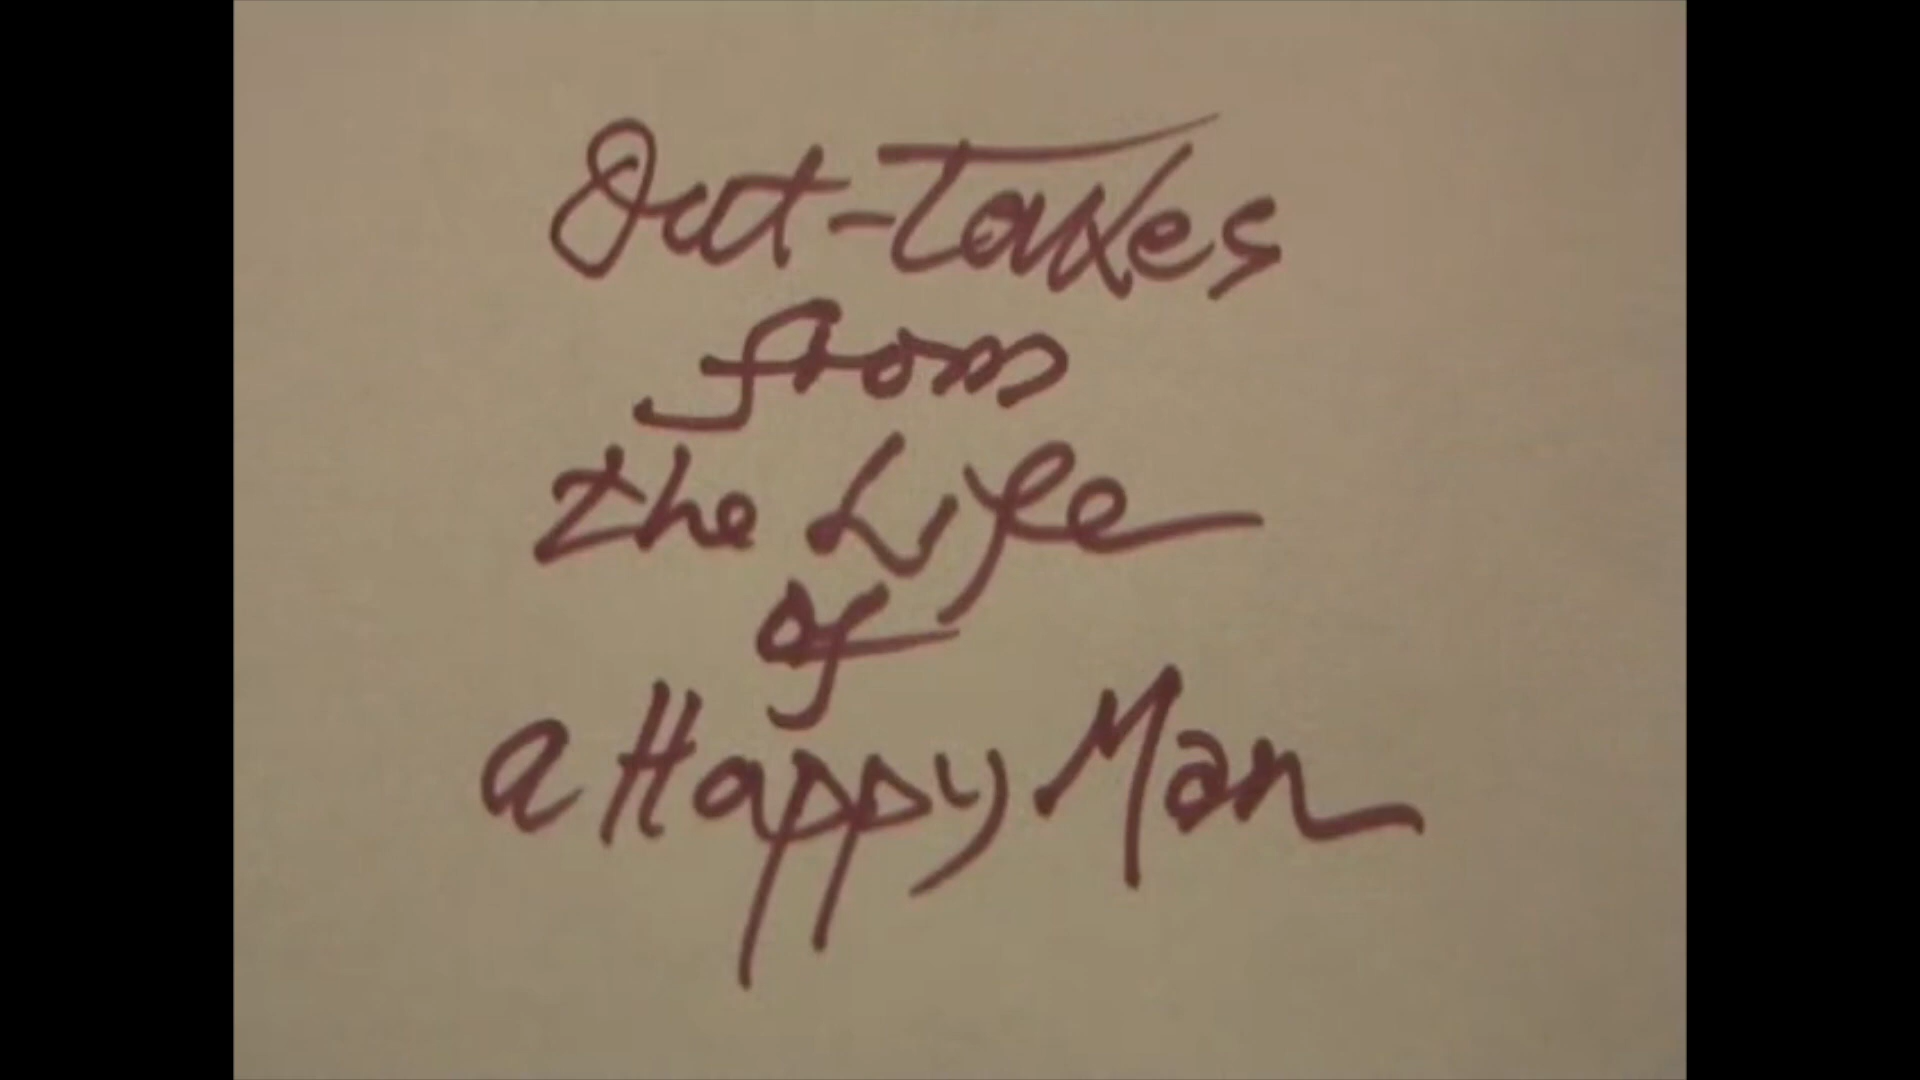 Out-Takes
from
the Life
of
a Happy Man